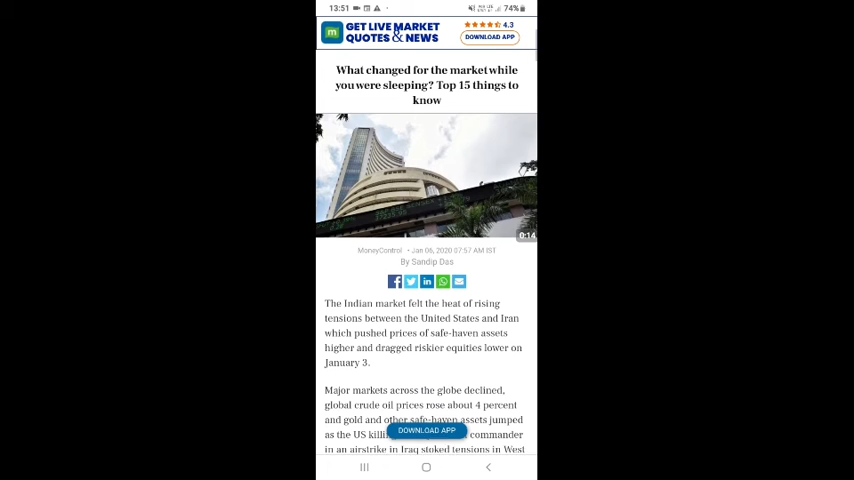 13:51
74%
GET LIVE MARKET
QUOTES & NEWS
4.3
DOWNLOAD APP
What changed for the market while
you were sleeping? Top 15 things to
know
0:14
MoneyControl • Jan 06, 2020 07:57 AM IST
By Sandip Das
The Indian market felt the heat of rising
tensions between the United States and Iran
which pushed prices of safe-haven assets
higher and dragged riskier equities lower on
January 3.
Major markets across the globe declined,
global crude oil prices rose about 4 percent
and gold and other safe-haven assets jumped
as the US commander
DOWNLOAD APP
in an airstrike in Iraq stoked tensions in West